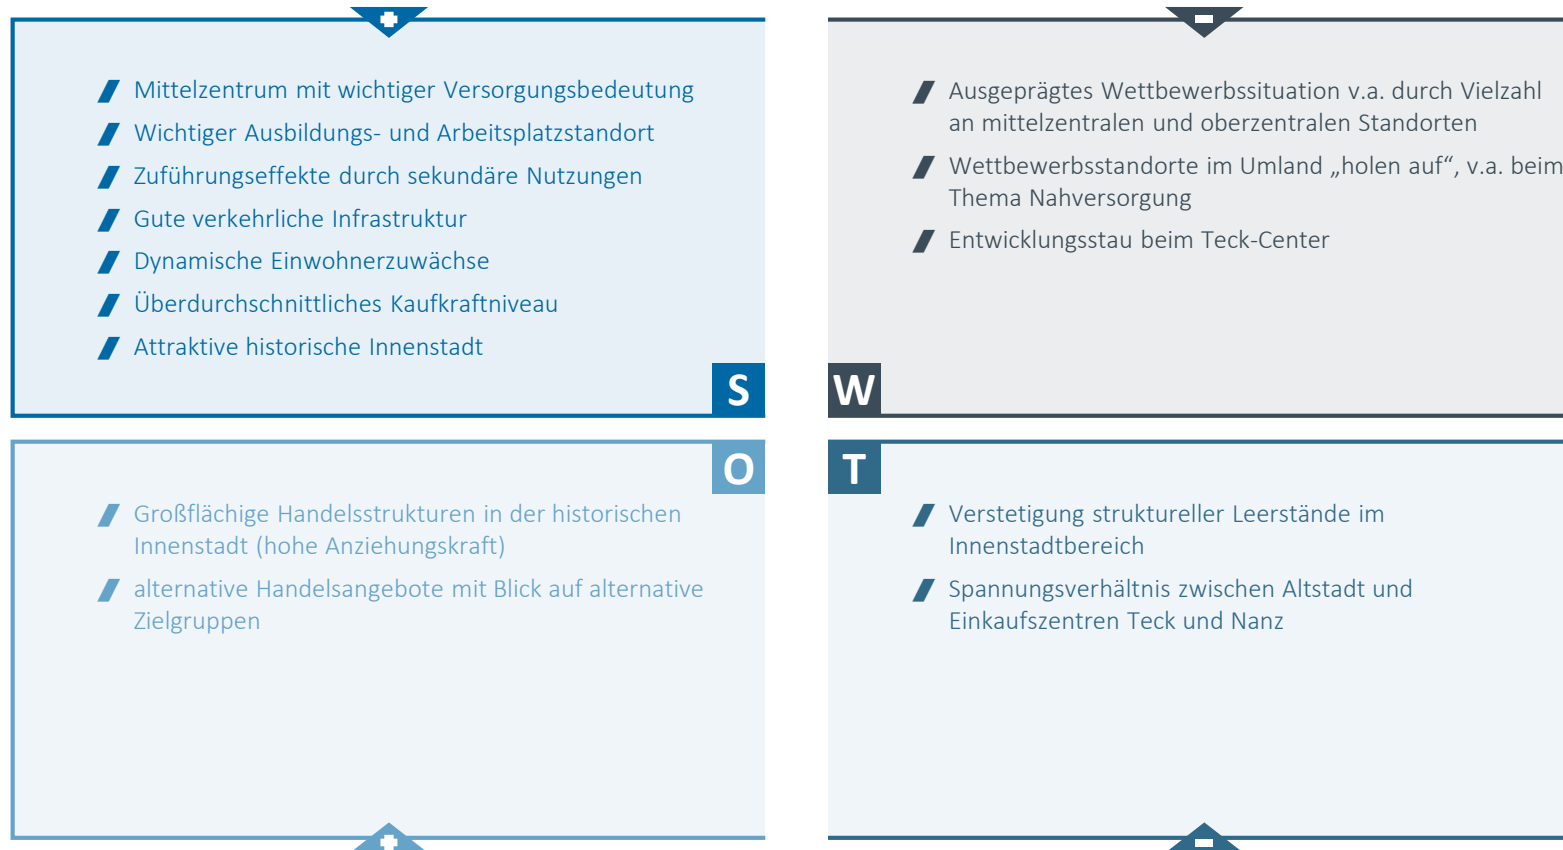 Mittelzentrum mit wichtiger Versorgungsbedeutung
Wichtiger Ausbildungs- und Arbeitsplatzstandort
Zuführungseffekte durch sekundäre Nutzungen
Gute verkehrliche Infrastruktur
Dynamische Einwohnerzuwächse
Überdurchschnittliches Kaufkraftniveau
Attraktive historische Innenstadt
S
Ausgeprägtes Wettbewerbssituation v.a. durch Vielzahl
an mittelzentralen und oberzentralen Standorten
Wettbewerbsstandorte im Umland „holen auf“, v.a. beim
Thema Nahversorgung
Entwicklungsstau beim Teck-Center
W
O
Großflächige Handelsstrukturen in der historischen
Innenstadt (hohe Anziehungskraft)
alternative Handelsangebote mit Blick auf alternative
Zielgruppen
T
Verstetigung struktureller Leerstände im
Innenstadtbereich
Spannungsverhältnis zwischen Altstadt und
Einkaufszentren Teck und Nanz